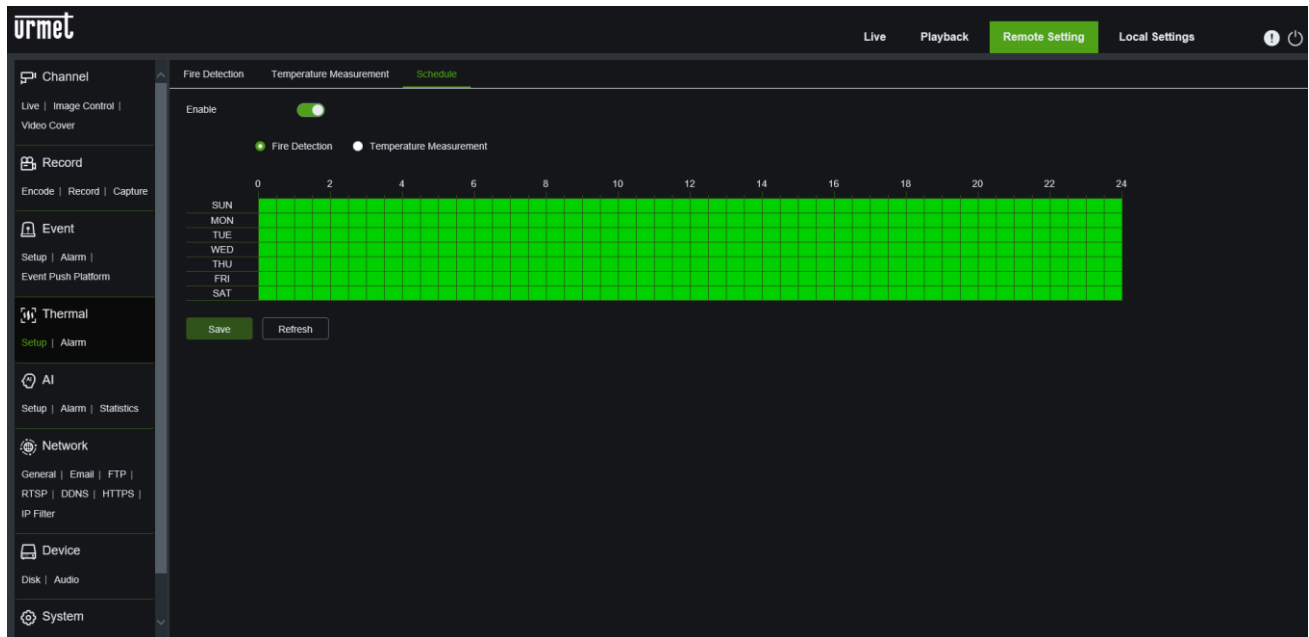 urmet
Live Playback Remote Setting Local Settings
Channel
Live | Image Control |
Video Cover
Record
Encode | Record | Capture
Event
Setup | Alarm |
Event Push Platform
Thermal
Setup | Alarm
AI
Setup | Alarm | Statistics
Network
General | Email | FTP |
RTSP | DDNS | HTTPS |
IP Filter
Device
Disk | Audio
System
Fire Detection Temperature Measurement Schedule
Enable
Fire Detection Temperature Measurement
0 2 4 6 8 10 12 14 16 18 20 22 24
SUN
MON
TUE
WED
THU
FRI
SAT
Save Refresh